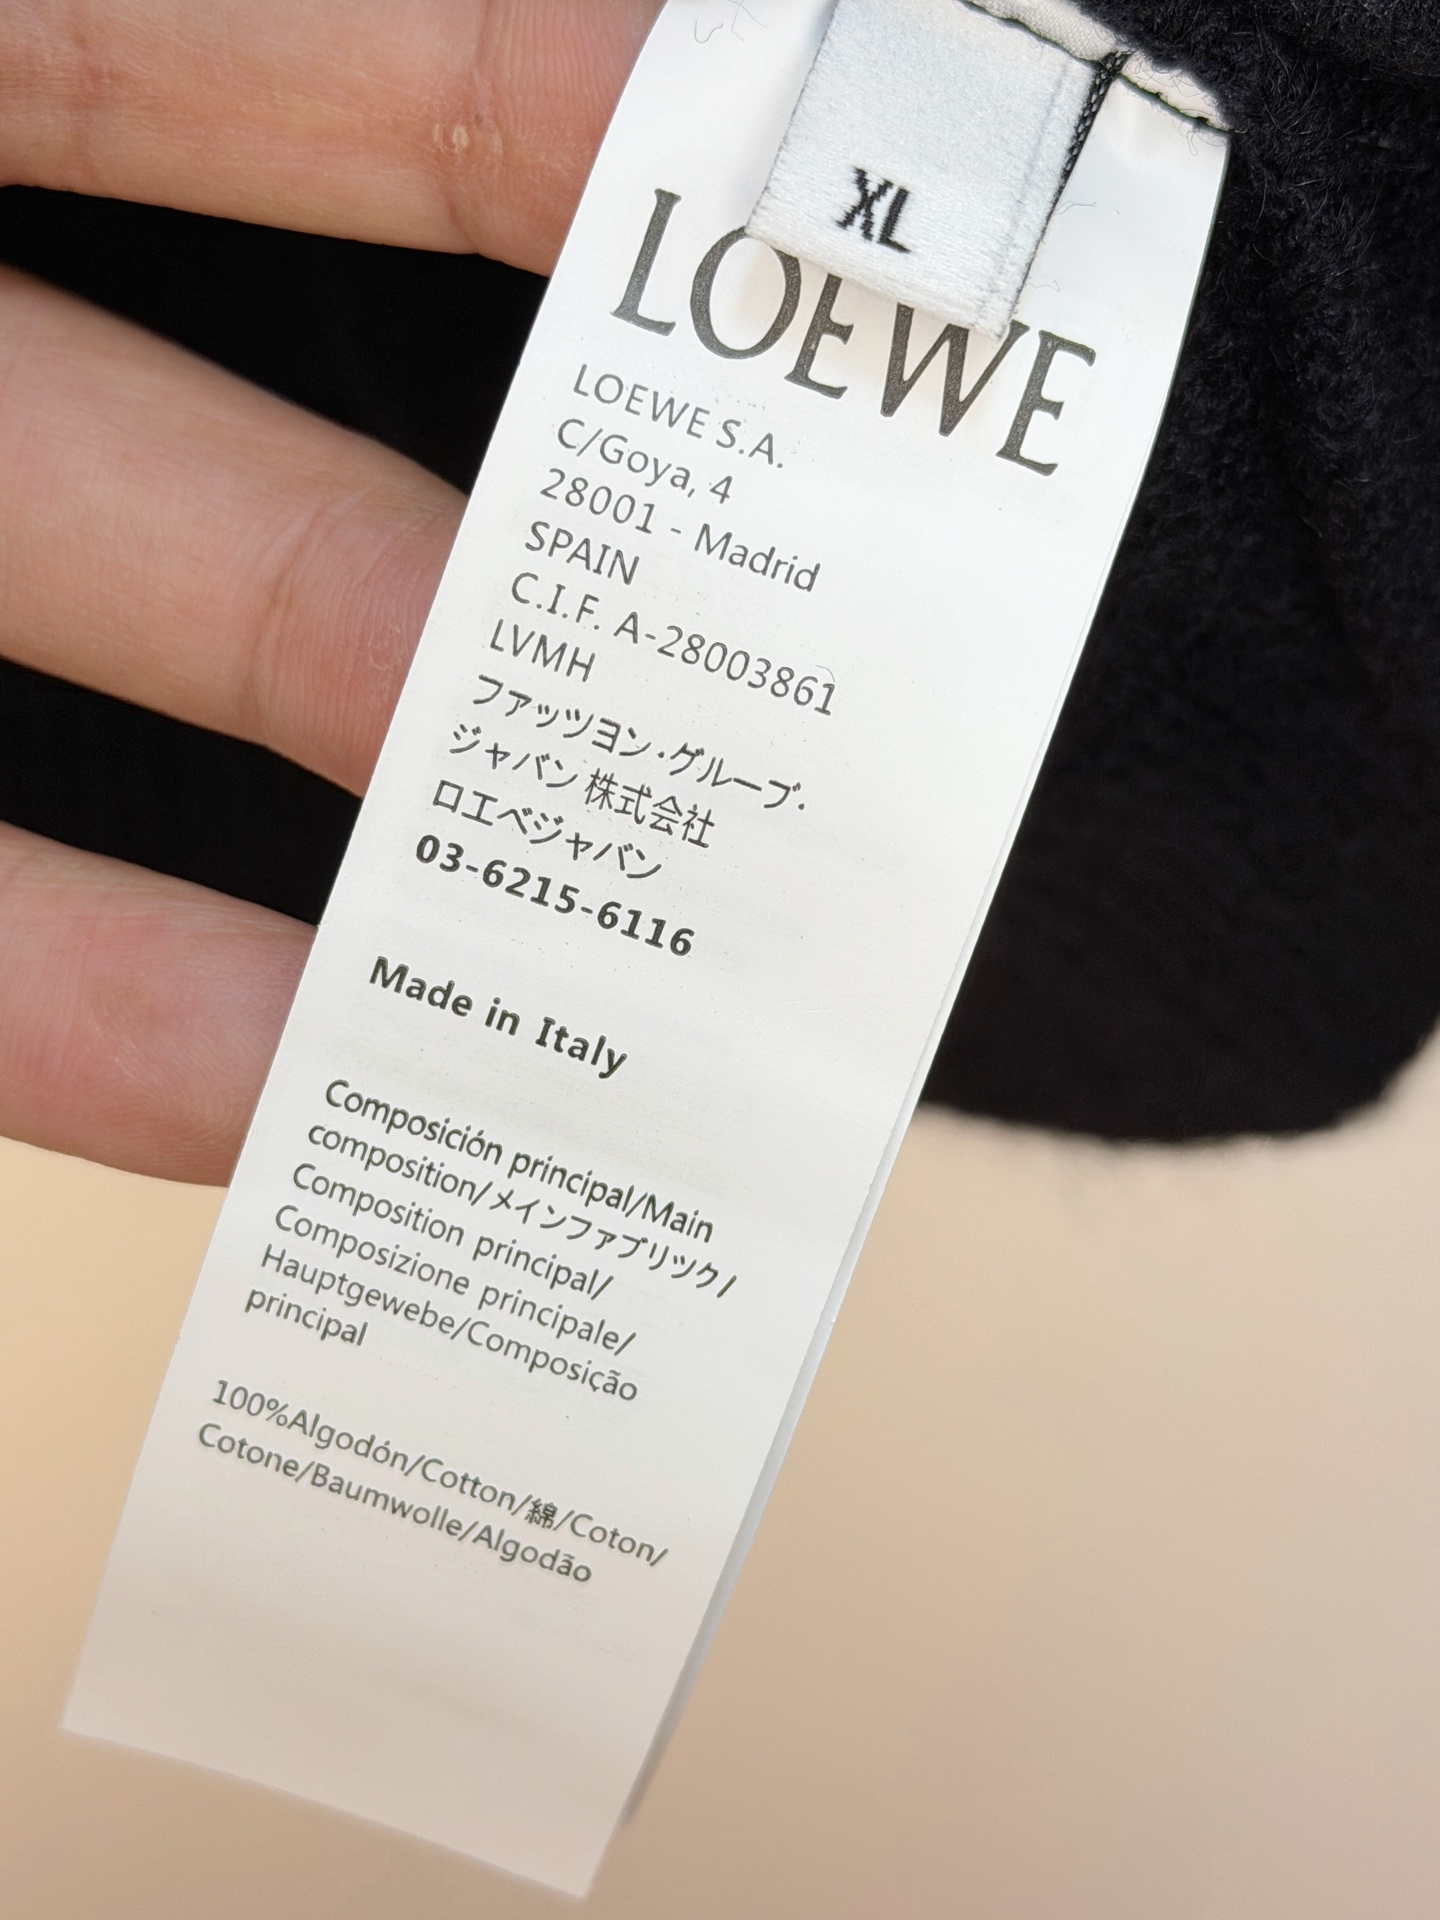 XL
LOEWE
LOEWE S.A.
C/Goya, 4
28001 - Madrid
SPAIN
C.I.F. A-28003861
LVMH
ファッツヨン・グループ・
ジャバン 株式会社
ロエベジャバン
03-6215-6116
Made in Italy
Composición principal/Main
composition/メインファブリツク/
Composition principal/
Composizione principale/
Hauptgewebe/Composição
principal
100%Algodón/Cotton/綿/Coton/
Cotone/Baumwolle/Algodão